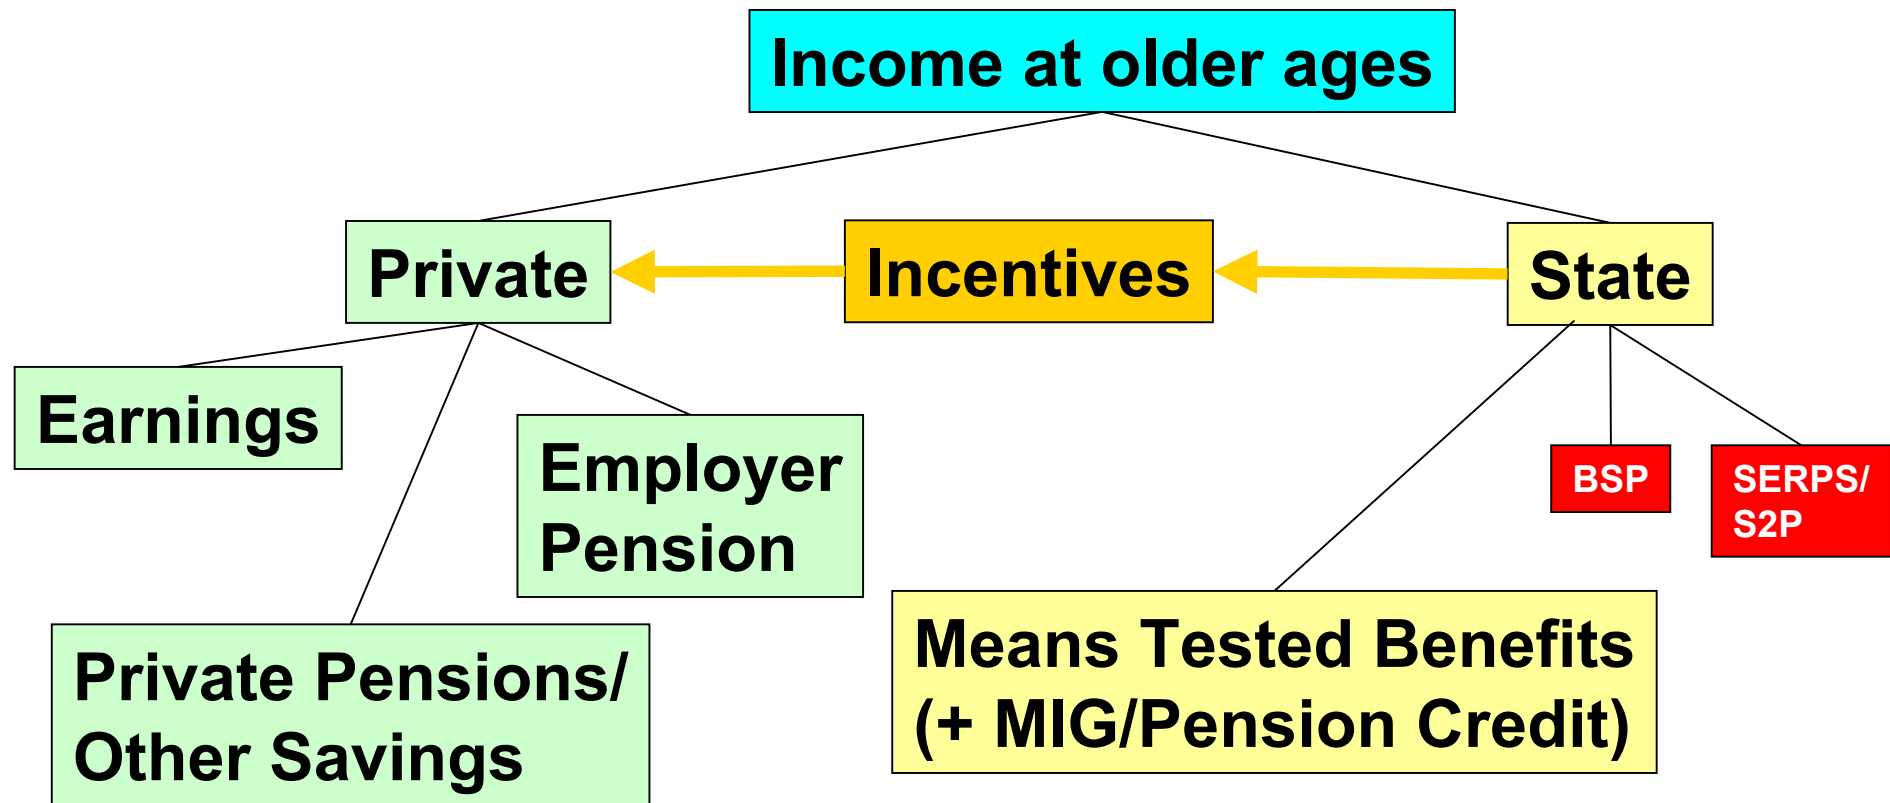 Income at older ages
Private
Incentives
State
Earnings
Employer
Pension
BSP
SERPS/
S2P
Private Pensions/
Other Savings
Means Tested Benefits
(+ MIG/Pension Credit)